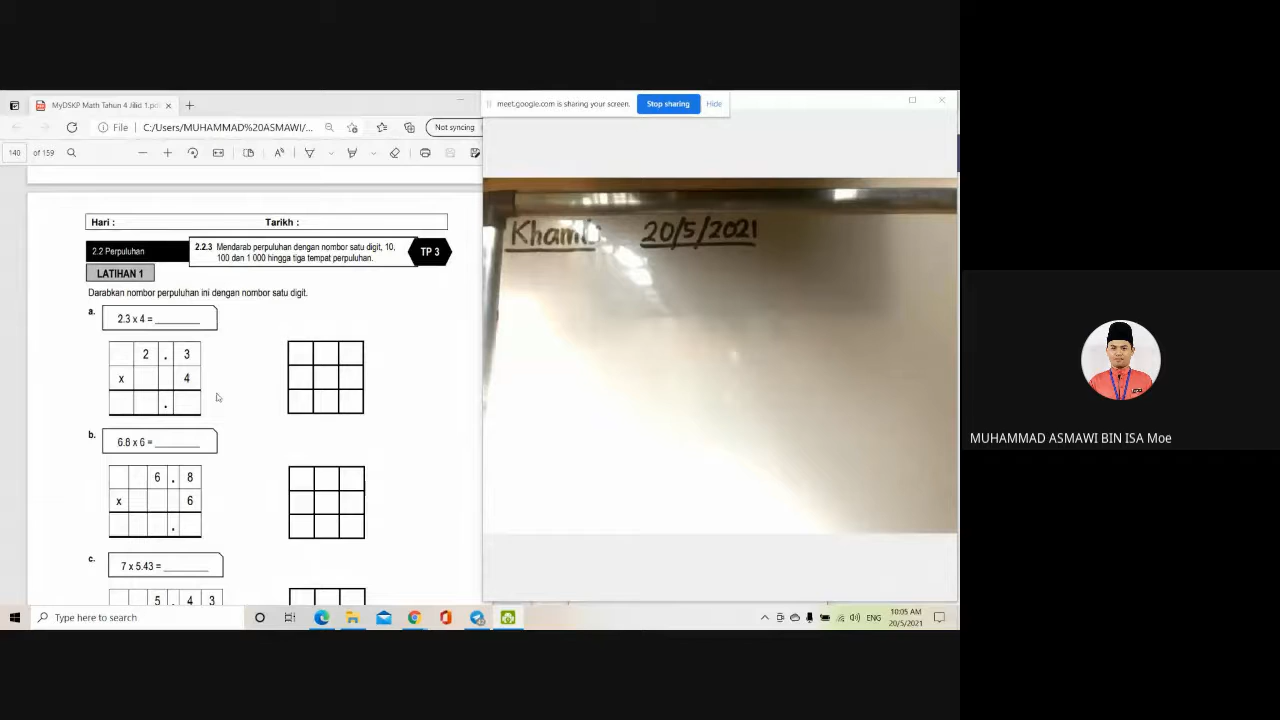 MyDSKP Math Tahun 4 Jilid 1.pd
meet.google.com is sharing your screen.
Stop sharing
Hide
File
C:/Users/MUHAMMAD%20ASMAWI/...
Not syncing
140 of 159
Hari :
Tarikh :
2.2 Perpuluhan
2.2.3 Mendarab perpuluhan dengan nombor satu digit, 10,
100 dan 1 000 hingga tiga tempat perpuluhan.
TP 3
LATIHAN 1
Darabkan nombor perpuluhan ini dengan nombor satu digit.
a.
2.3 x 4 = ________
2 . 3
x 4
.
b.
6.8 x 6 = ________
6 . 8
x 6
.
c.
7 x 5.43 = ________
5 . 4 3
Khamis 20/5/2021
MUHAMMAD ASMAWI BIN ISA Moe
Type here to search
ENG
10:05 AM
20/5/2021